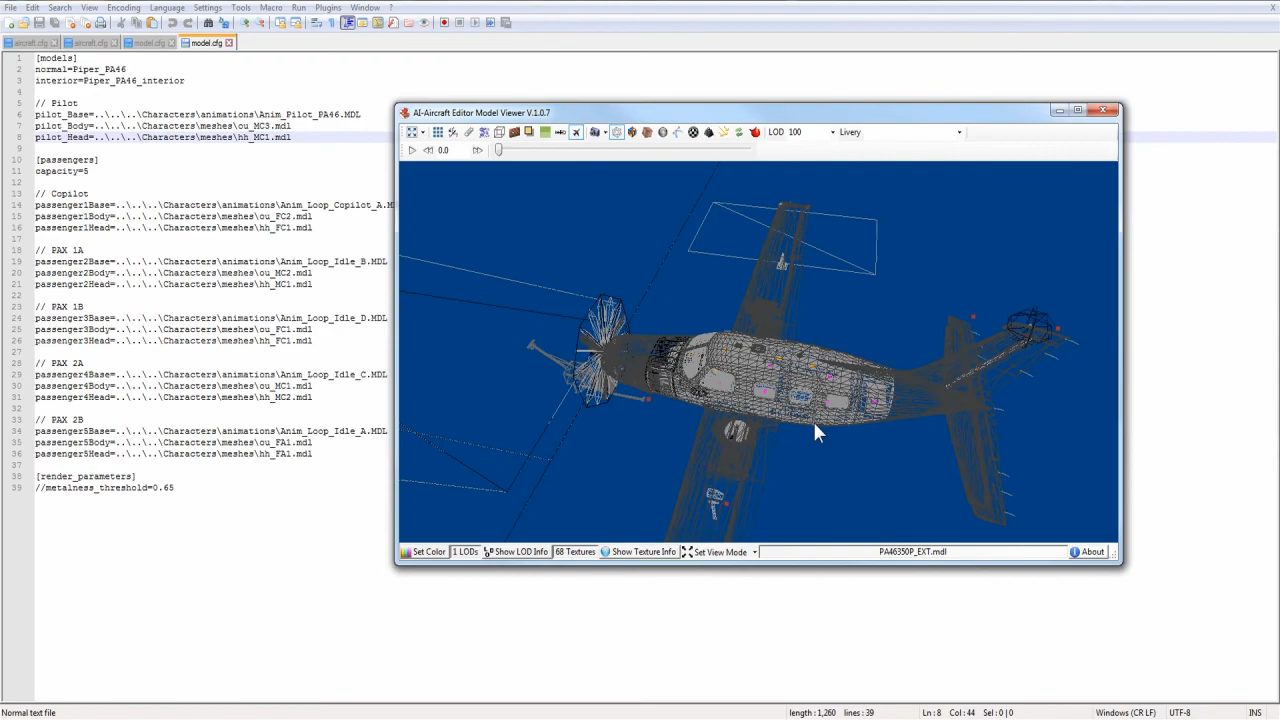 File Edit Search View Encoding Language Settings Tools Macro Run Plugins Window ? X
aircraft.cfg aircraft.cfg model.cfg model.cfg
1 [models]
2 normal=Piper_PA46
3 interior=Piper_PA46_interior
4
5 // Pilot
6 pilot_Base=..\..\..\Characters\animations\Anim_Pilot_PA46.MDL
7 pilot_Body=..\..\..\Characters\meshes\ou_MC3.mdl
8 pilot_Head=..\..\..\Characters\meshes\hh_MC1.mdl
9
10 [passengers]
11 capacity=5
12
13 // Copilot
14 passenger1Base=..\..\..\Characters\animations\Anim_Loop_Copilot_A.M
15 passenger1Body=..\..\..\Characters\meshes\ou_FC2.mdl
16 passenger1Head=..\..\..\Characters\meshes\hh_FC1.mdl
17
18 // PAX 1A
19 passenger2Base=..\..\..\Characters\animations\Anim_Loop_Idle_B.MDL
20 passenger2Body=..\..\..\Characters\meshes\ou_MC2.mdl
21 passenger2Head=..\..\..\Characters\meshes\hh_MC1.mdl
22
23 // PAX 1B
24 passenger3Base=..\..\..\Characters\animations\Anim_Loop_Idle_D.MDL
25 passenger3Body=..\..\..\Characters\meshes\ou_FC1.mdl
26 passenger3Head=..\..\..\Characters\meshes\hh_FC1.mdl
27
28 // PAX 2A
29 passenger4Base=..\..\..\Characters\animations\Anim_Loop_Idle_C.MDL
30 passenger4Body=..\..\..\Characters\meshes\ou_MC1.mdl
31 passenger4Head=..\..\..\Characters\meshes\hh_MC2.mdl
32
33 // PAX 2B
34 passenger5Base=..\..\..\Characters\animations\Anim_Loop_Idle_A.MDL
35 passenger5Body=..\..\..\Characters\meshes\ou_FA1.mdl
36 passenger5Head=..\..\..\Characters\meshes\hh_FA1.mdl
37
38 [render_parameters]
39 //metalness_threshold=0.65
AI-Aircraft Editor Model Viewer V.1.0.7
LOD 100 Livery
0.0
Set Color 1 LODs Show LOD Info 68 Textures Show Texture Info Set View Mode PA46350P_EXT.mdl About
Normal text file length : 1,260 lines : 39 Ln : 8 Col : 44 Sel : 0 | 0 Windows (CR LF) UTF-8 INS